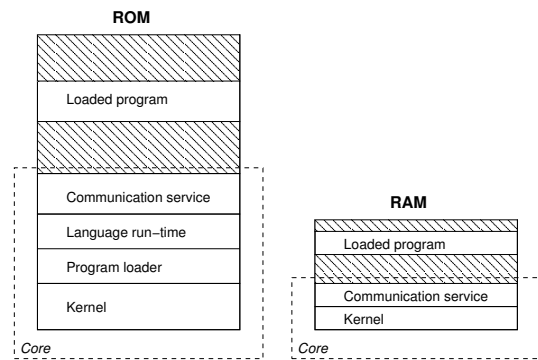 ROM
Loaded program
Communication service
Language run−time
Program loader
Kernel
Core
RAM
Loaded program
Communication service
Kernel
Core